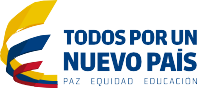 TODOS POR UN
NUEVO PAÍS
PAZ EQUIDAD EDUCACIÓN